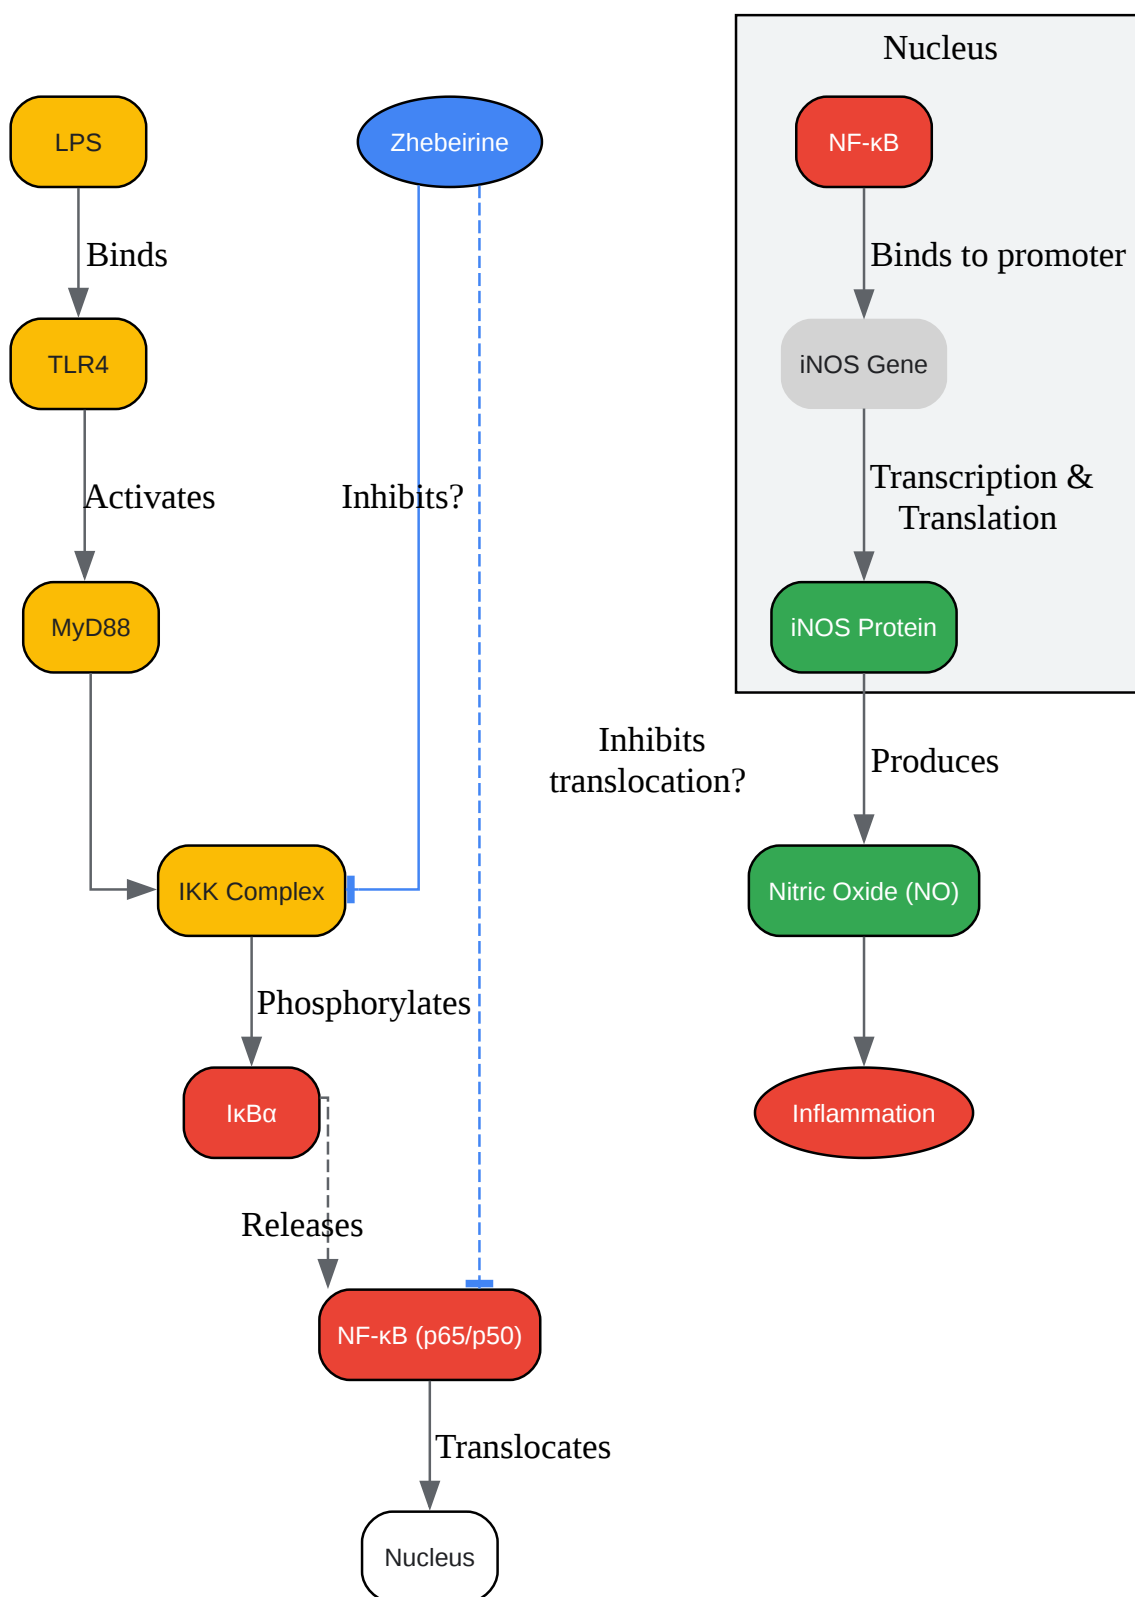 Nucleus
LPS
Zhebeirine
NF-κB
Binds
Binds to promoter
TLR4
iNOS Gene
Activates
Inhibits?
Transcription &
Translation
MyD88
iNOS Protein
Inhibits
translocation?
Produces
IKK Complex
Nitric Oxide (NO)
Phosphorylates
IκBα
Inflammation
Releases
NF-κB (p65/p50)
Translocates
Nucleus